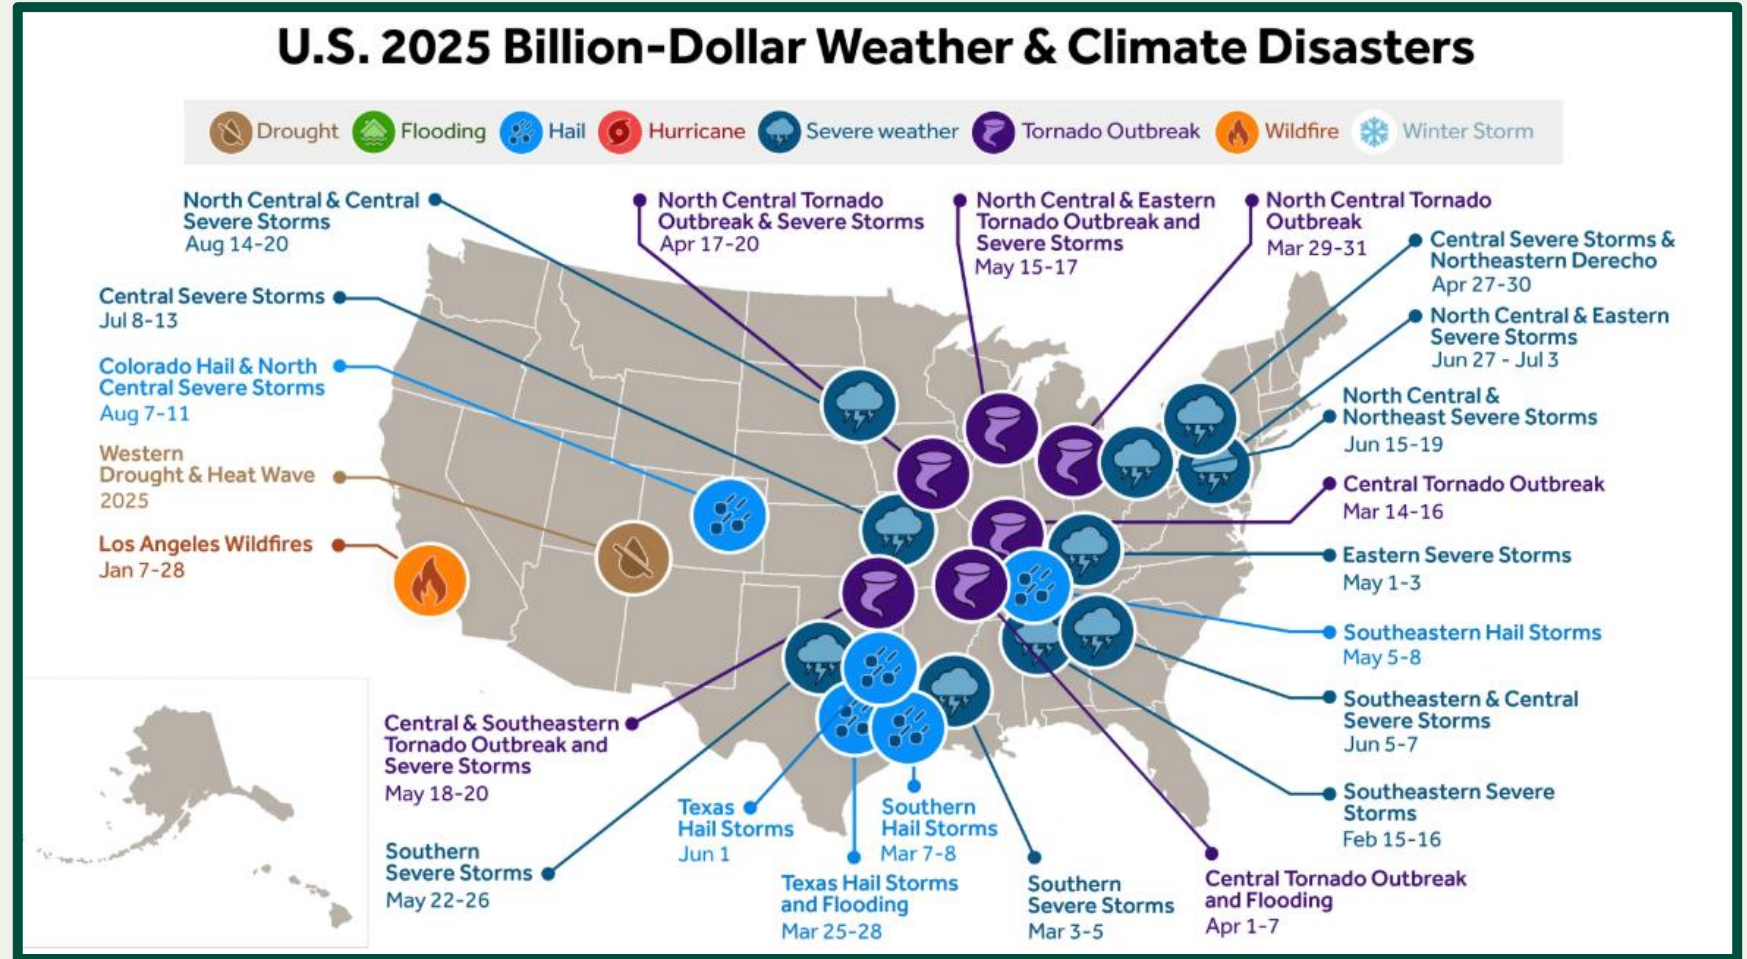 U.S. 2025 Billion-Dollar Weather & Climate Disasters
Drought
Flooding
Hail
Hurricane
Severe weather
Tornado Outbreak
Wildfire
Winter Storm
North Central & Central
Severe Storms
Aug 14-20
North Central Tornado
Outbreak & Severe Storms
Apr 17-20
North Central & Eastern
Tornado Outbreak and
Severe Storms
May 15-17
North Central Tornado
Outbreak
Mar 29-31
Central Severe Storms &
Northeastern Derecho
Apr 27-30
Central Severe Storms
Jul 8-13
North Central & Eastern
Severe Storms
Jun 27 - Jul 3
Colorado Hail & North
Central Severe Storms
Aug 7-11
North Central &
Northeast Severe Storms
Jun 15-19
Western
Drought & Heat Wave
2025
Central Tornado Outbreak
Mar 14-16
Los Angeles Wildfires
Jan 7-28
Eastern Severe Storms
May 1-3
Southeastern Hail Storms
May 5-8
Southeastern & Central
Severe Storms
Jun 5-7
Central & Southeastern
Tornado Outbreak and
Severe Storms
May 18-20
Southeastern Severe
Storms
Feb 15-16
Texas
Hail Storms
Jun 1
Southern
Hail Storms
Mar 7-8
Southern
Severe Storms
May 22-26
Texas Hail Storms
and Flooding
Mar 25-28
Southern
Severe Storms
Mar 3-5
Central Tornado Outbreak
and Flooding
Apr 1-7